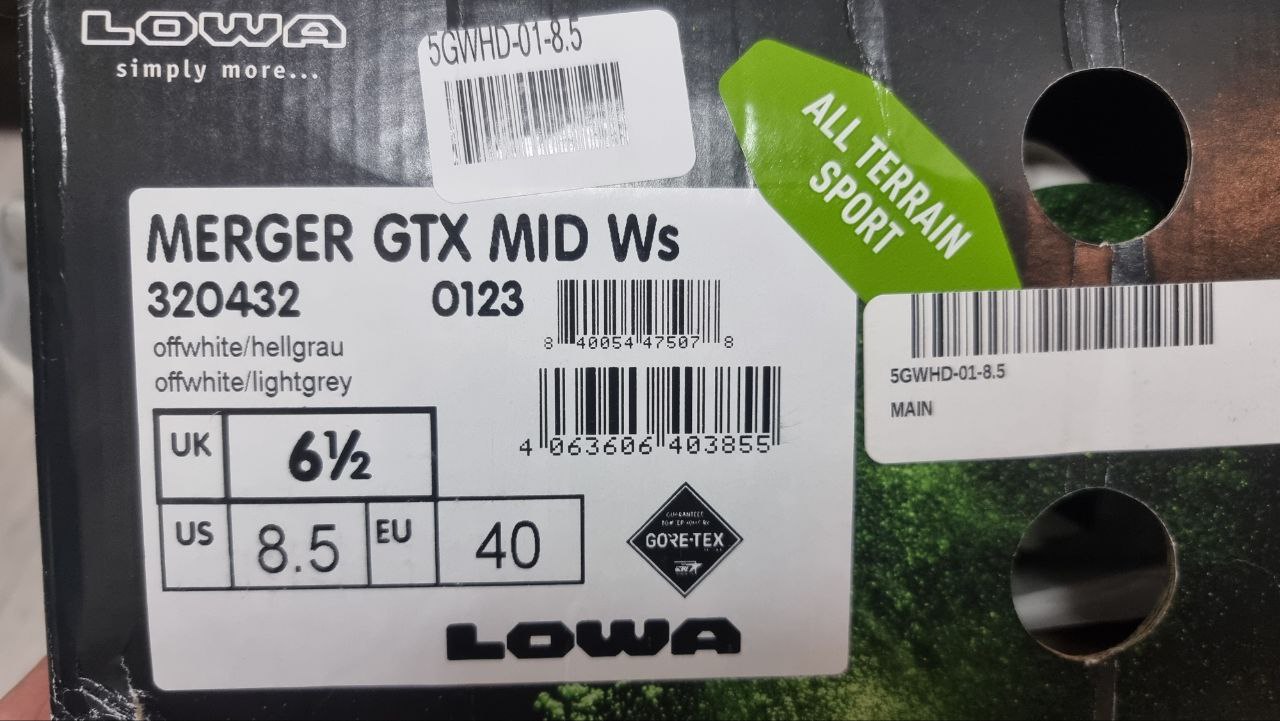 LOWA
simply more...
5GWHD-01-8.5
ALL TERRAIN
SPORT
MERGER GTX MID Ws
320432 0123
8 40054 47507 8
offwhite/hellgrau
offwhite/lightgrey
4 063606 403855
UK 6½
US 8.5 EU 40
GUARANTEED
GORE-TEX
LOWA
5GWHD-01-8.5
MAIN